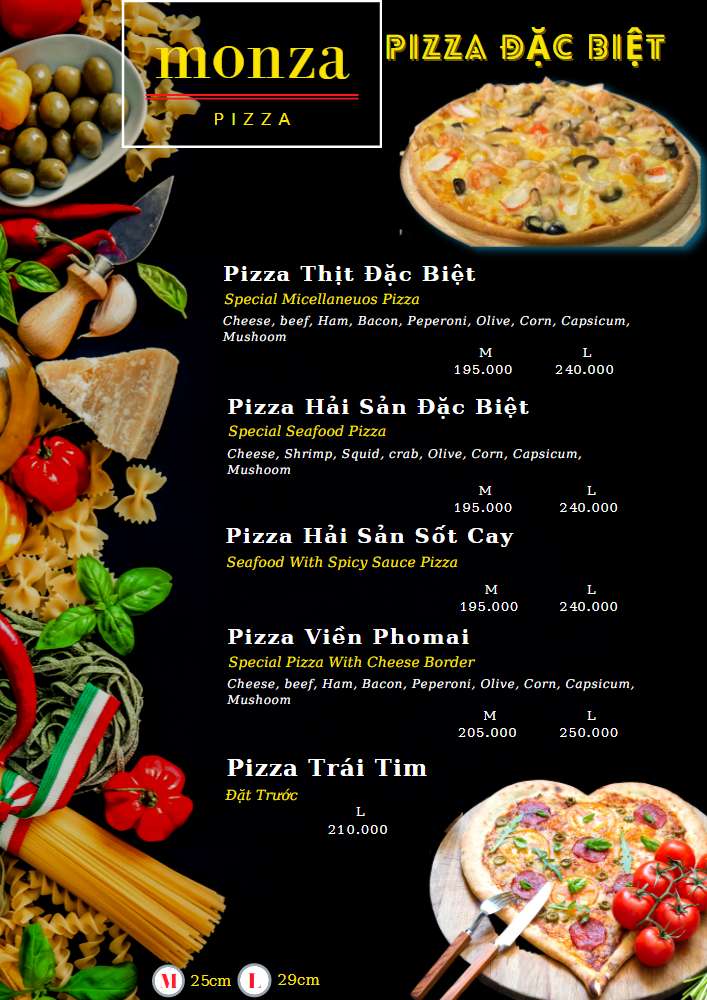 monza
PIZZA
PIZZA ĐẶC BIỆT
Pizza Thịt Đặc Biệt
Special Micellaneuos Pizza
Cheese, beef, Ham, Bacon, Peperoni, Olive, Corn, Capsicum,
Mushoom
M L
195.000 240.000
Pizza Hải Sản Đặc Biệt
Special Seafood Pizza
Cheese, Shrimp, Squid, crab, Olive, Corn, Capsicum,
Mushoom
M L
195.000 240.000
Pizza Hải Sản Sốt Cay
Seafood With Spicy Sauce Pizza
M L
195.000 240.000
Pizza Viền Phomai
Special Pizza With Cheese Border
Cheese, beef, Ham, Bacon, Peperoni, Olive, Corn, Capsicum,
Mushoom
M L
205.000 250.000
Pizza Trái Tim
Đặt Trước
L
210.000
M 25cm L 29cm